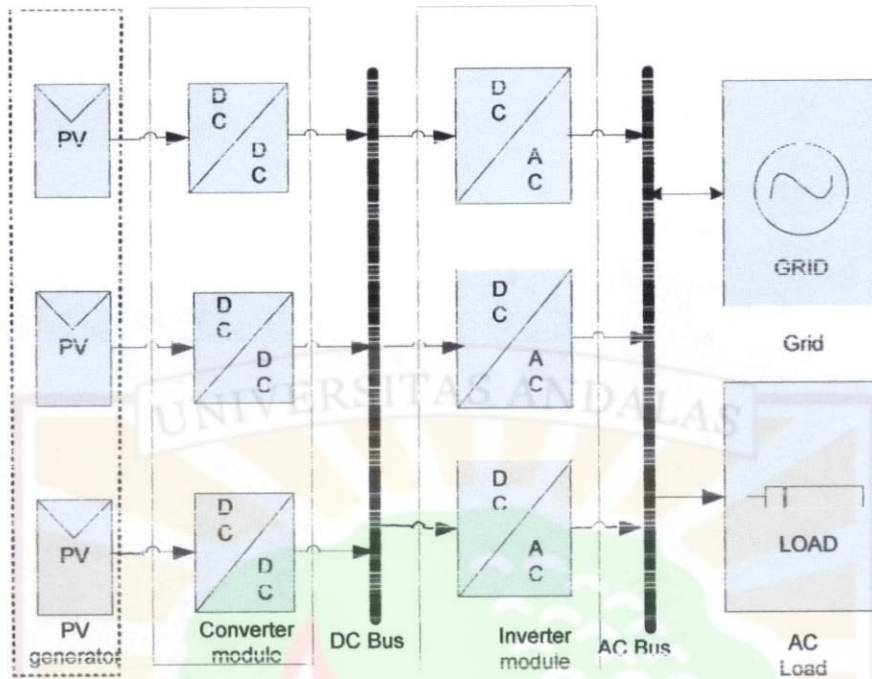 PV
D
C
D
C
D
C
A
C
GRID
Grid
PV
D
C
D
C
D
C
A
C
UNIVERSITAS ANDALAS
PV
D
C
D
C
D
C
A
C
LOAD
PV
generator
Converter
module
DC Bus
Inverter
module
AC Bus
AC
Load